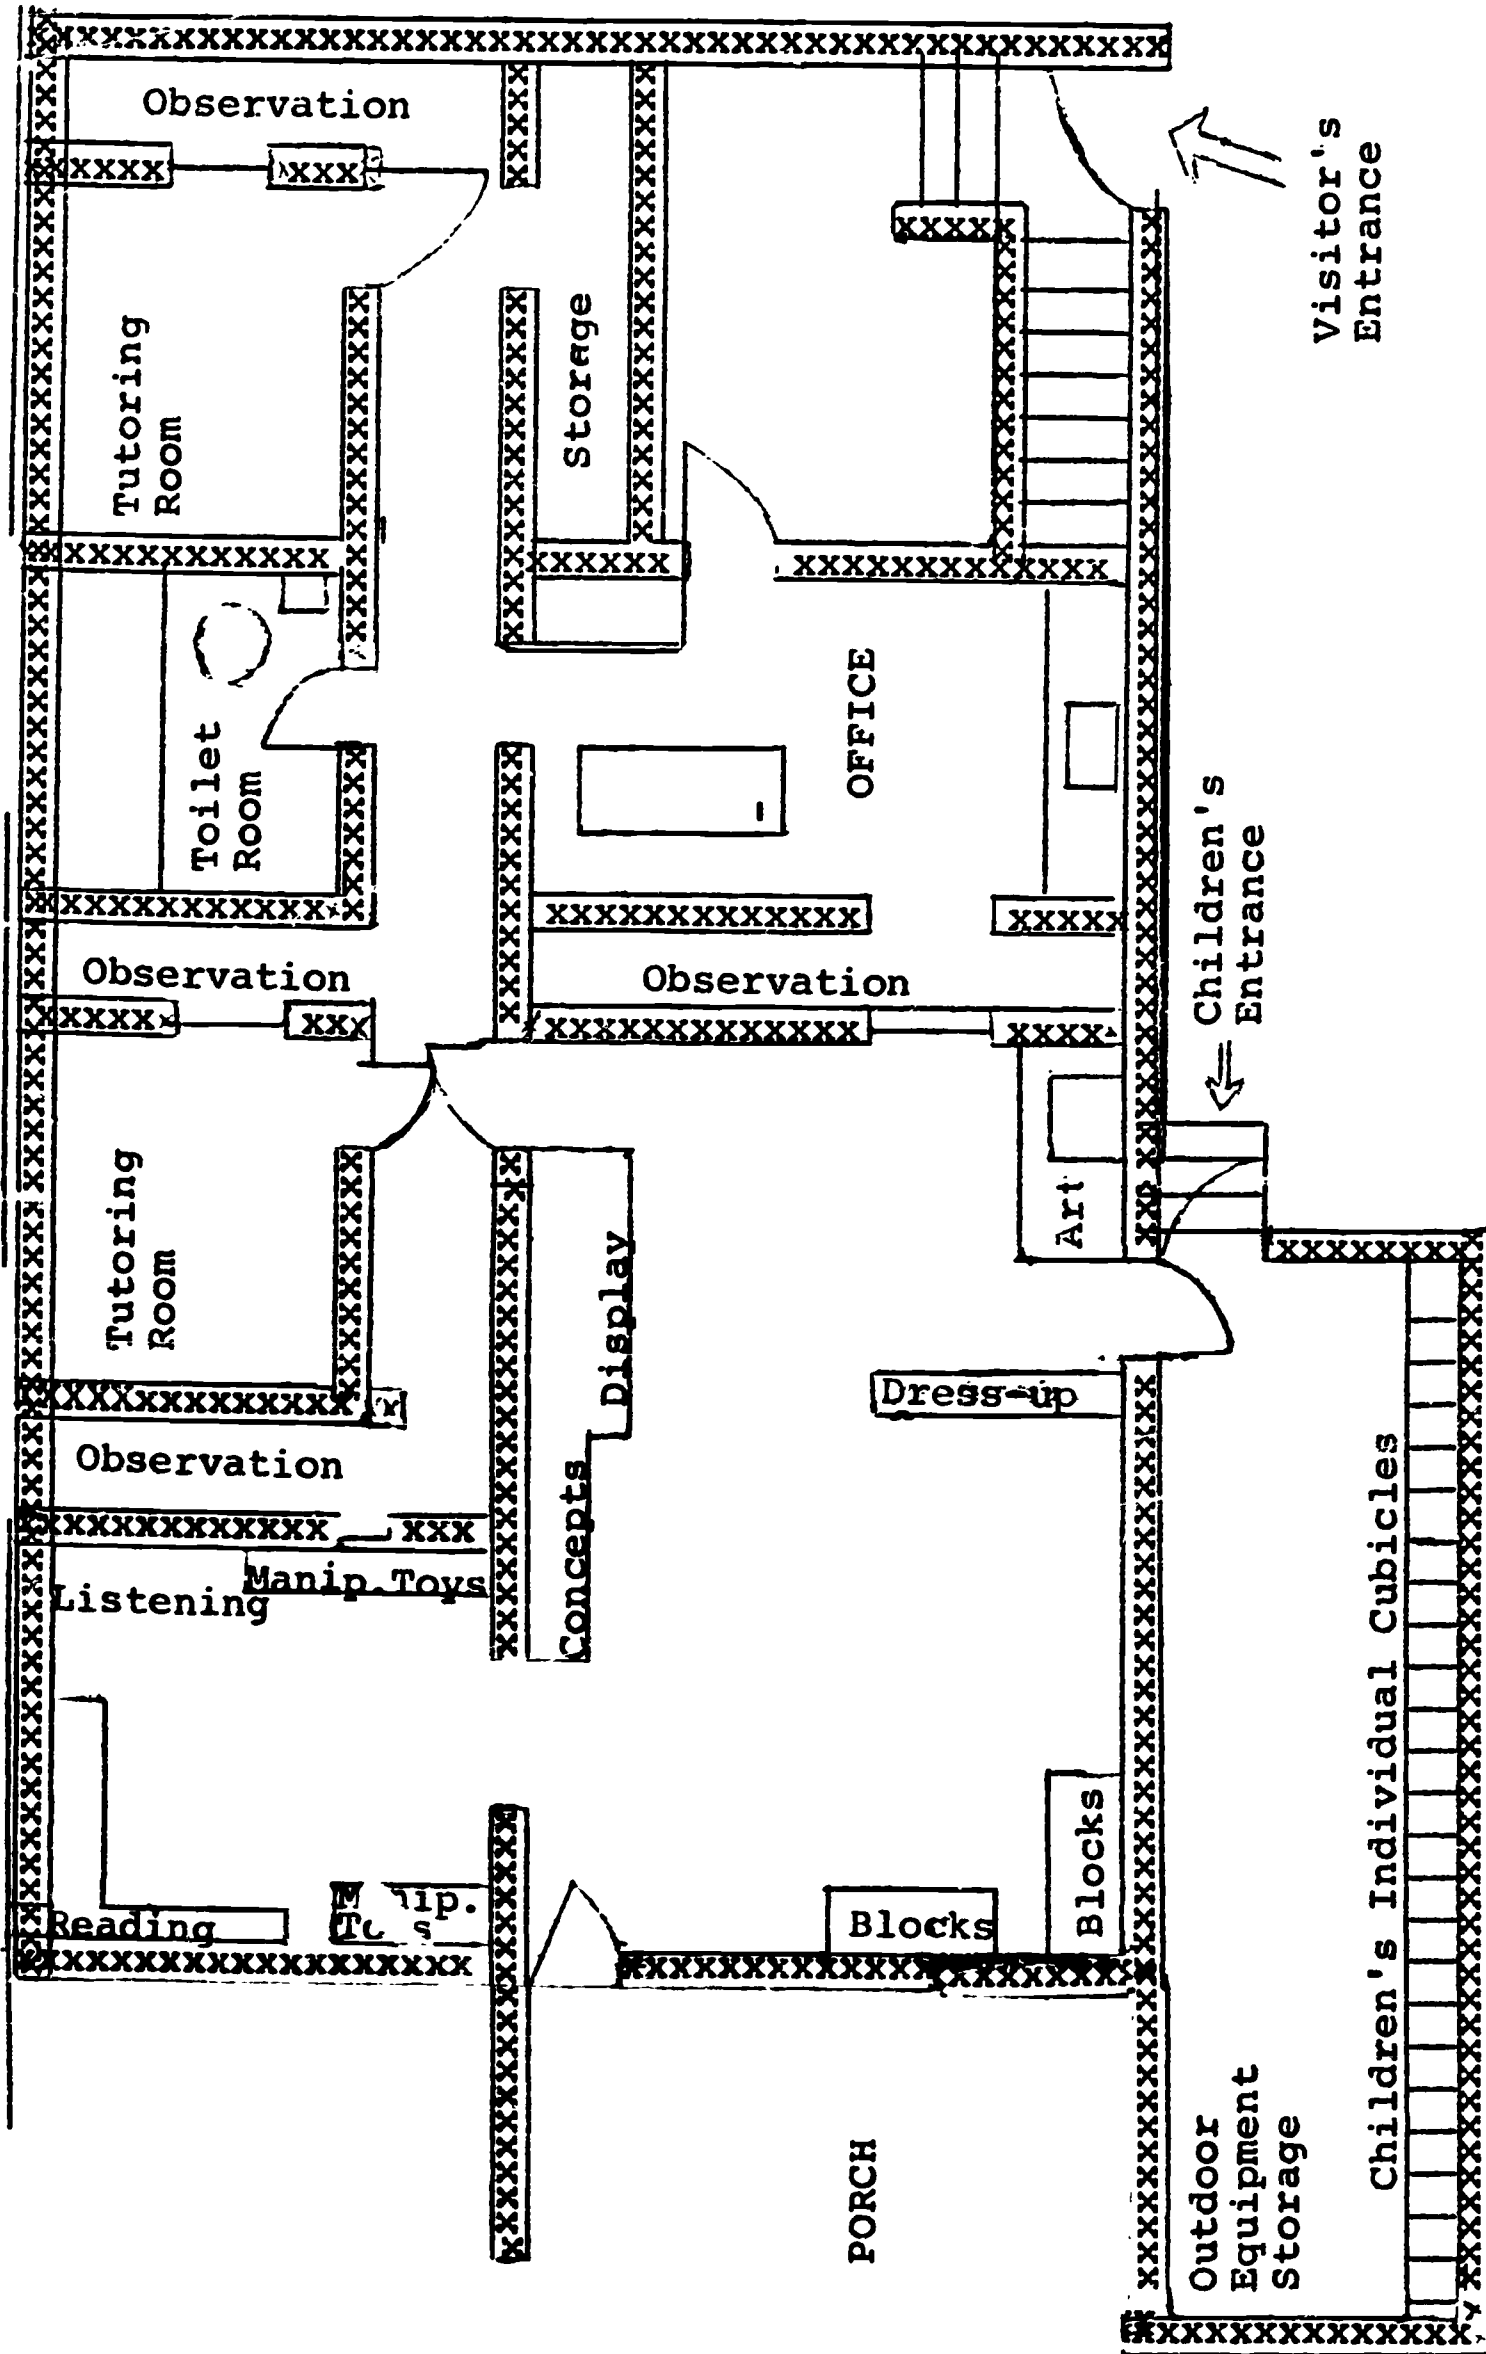 Observation
Tutoring
Room
Storage
Visitor's
Entrance
Toilet
Room
OFFICE
Observation
Observation
Children's
Entrance
Tutoring
Room
Display
Art
Dress-up
Observation
Concepts
Manip.Toys
Listening
Children's Individual Cubicles
Blocks
Reading
Blocks
PORCH
Outdoor
Equipment
Storage